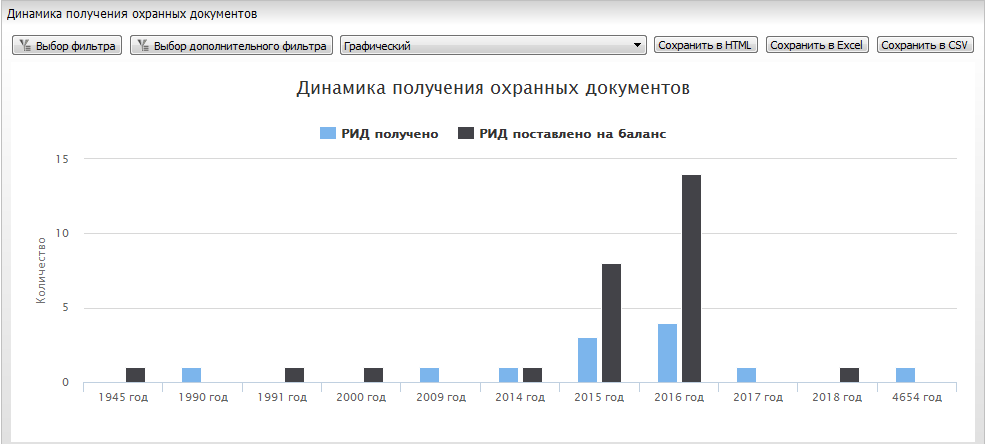 Динамика получения охранных документов
Выбор фильтра Выбор дополнительного фильтра Графический Сохранить в HTML Сохранить в Excel Сохранить в CSV
Динамика получения охранных документов
РИД получено РИД поставлено на баланс
15
10
5
0
Количество
1945 год 1990 год 1991 год 2000 год 2009 год 2014 год 2015 год 2016 год 2017 год 2018 год 4654 год